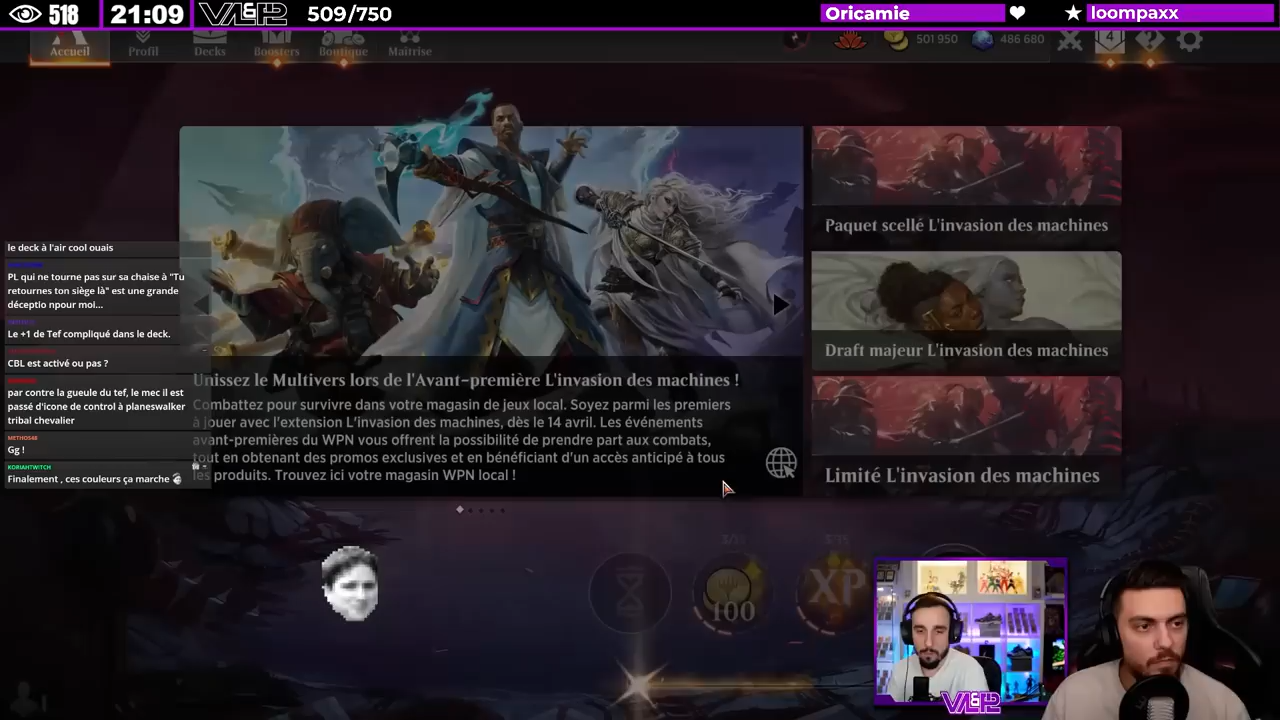 518
21:09
VAL&PL
509/750
Oricamie
loompaxx
Accueil
Profil
Decks
Boosters
Boutique
Maîtrise
501 950
486 680
4
le deck à l'air cool ouais
PL qui ne tourne pas sur sa chaise à "Tu
retournes ton siège là" est une grande
déceptio npour moi...
Le +1 de Tef compliqué dans le deck.
CBL est activé ou pas ?
par contre la gueule du tef, le mec il est
passé d'icone de control à planeswalker
tribal chevalier
METHOS48
Gg !
KORIAHTWITCH
Finalement , ces couleurs ça marche
Unissez le Multivers lors de l'Avant-première L'invasion des machines !
Combattez pour survivre dans votre magasin de jeux local. Soyez parmi les premiers
à jouer avec l'extension L'invasion des machines, dès le 14 avril. Les événements
avant-premières du WPN vous offrent la possibilité de prendre part aux combats,
tout en obtenant des promos exclusives et en bénéficiant d'un accès anticipé à tous
les produits. Trouvez ici votre magasin WPN local !
Paquet scellé L'invasion des machines
Draft majeur L'invasion des machines
Limité L'invasion des machines
100
XP